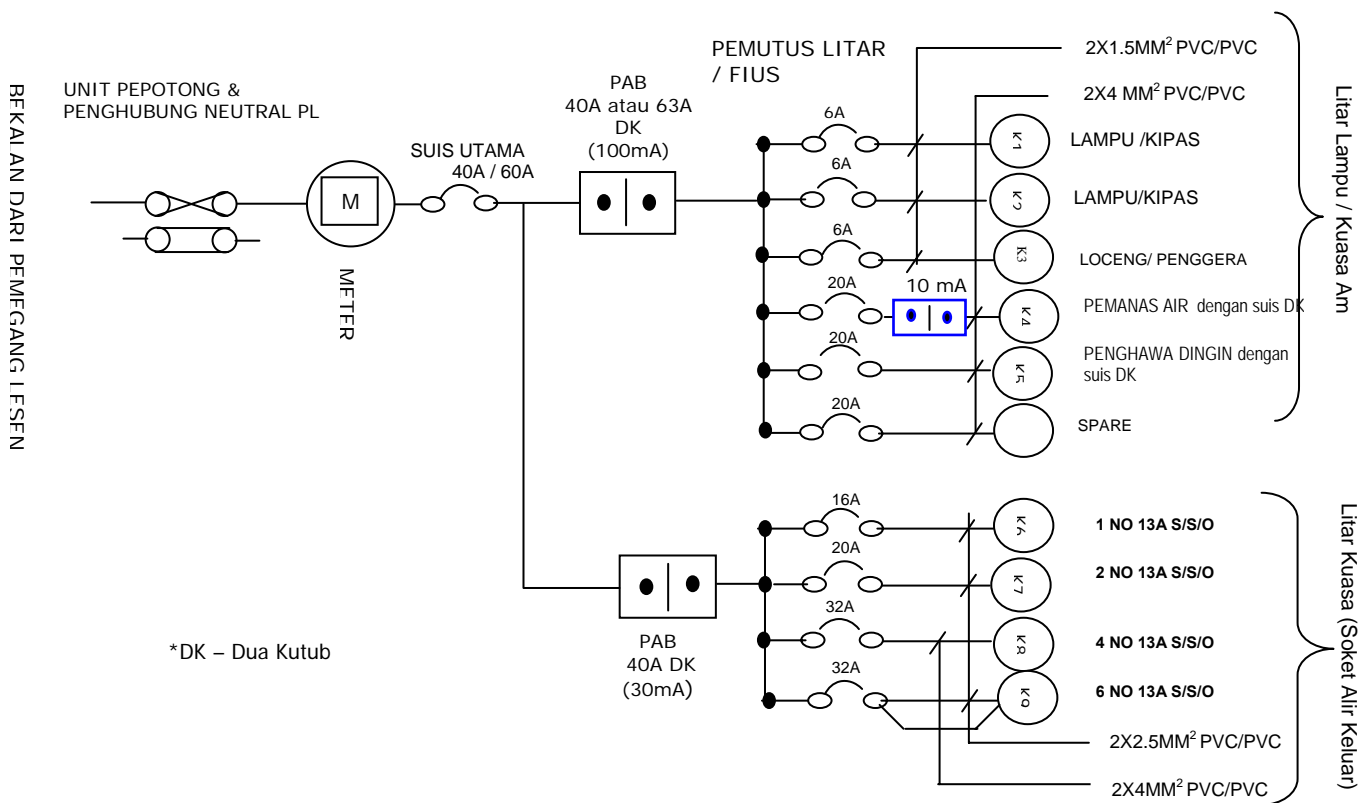 BEKALAN DARI PEMEGANG LESEN
UNIT PEPOTONG &
PENGHUBUNG NEUTRAL PL
M
METER
SUIS UTAMA
40A / 60A
PAB
40A atau 63A
DK
(100mA)
PEMUTUS LITAR
/ FIUS
2X1.5MM² PVC/PVC
2X4 MM² PVC/PVC
6A
K1
LAMPU /KIPAS
6A
K2
LAMPU/KIPAS
6A
K3
LOCENG/ PENGGERA
20A
10 mA
K4
PEMANAS AIR dengan suis DK
20A
K5
PENGHAWA DINGIN dengan
suis DK
20A
SPARE
Litar Lampu / Kuasa Am
PAB
40A DK
(30mA)
16A
K6
1 NO 13A S/S/O
20A
K7
2 NO 13A S/S/O
32A
K8
4 NO 13A S/S/O
32A
K9
6 NO 13A S/S/O
2X2.5MM² PVC/PVC
2X4MM² PVC/PVC
Litar Kuasa (Soket Alir Keluar)
*DK – Dua Kutub